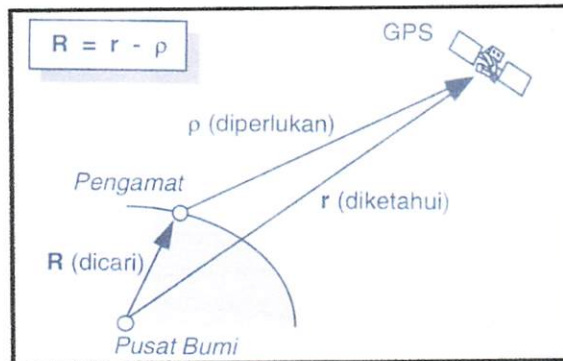 R = r - ρ
GPS
ρ (diperlukan)
Pengamat
r (diketahui)
R (dicari)
Pusat Bumi